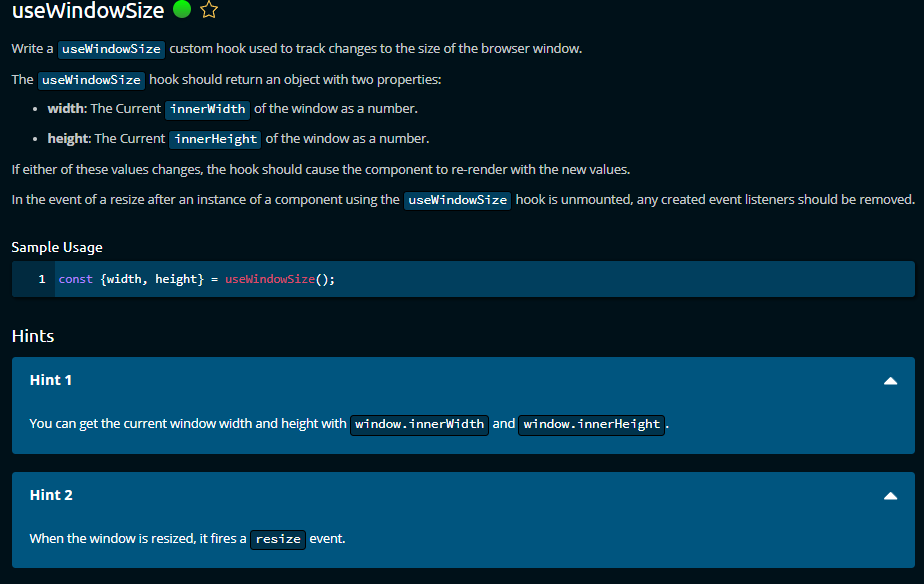 useWindowSize
Write a useWindowSize custom hook used to track changes to the size of the browser window.
The useWindowSize hook should return an object with two properties:
• width: The Current innerWidth of the window as a number.
• height: The Current innerHeight of the window as a number.
If either of these values changes, the hook should cause the component to re-render with the new values.
In the event of a resize after an instance of a component using the useWindowSize hook is unmounted, any created event listeners should be removed.
Sample Usage
1 const {width, height} = useWindowSize();
Hints
Hint 1
You can get the current window width and height with window.innerWidth and window.innerHeight.
Hint 2
When the window is resized, it fires a resize event.